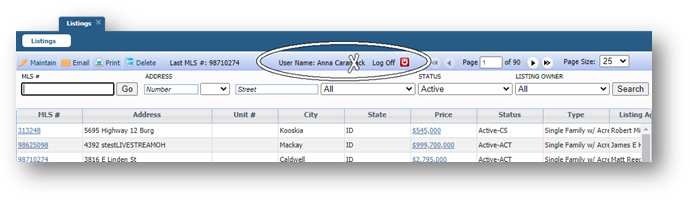 Listings
Listings
Maintain Email Print Delete Last MLS #: 98710274 User Name: Anna Log Off Page 1 of 90 Page Size: 25
MLS # ADDRESS STATUS LISTING OWNER
Go Number Street All Active All Search
MLS # Address Unit # City State Price Status Type Listing Ag
313248 5695 Highway 12 Burg Kooskia ID $545,000 Active-CS Single Family w/ Acre Robert Mi
98625098 4392 stestLIVESTREAMOH Mackay ID $999,700,000 Active-ACT Single Family w/ Acre James E H
98710274 3816 E Linden St Caldwell ID $2,795,000 Active-ACT Single Family w/ Acre Matt Reed